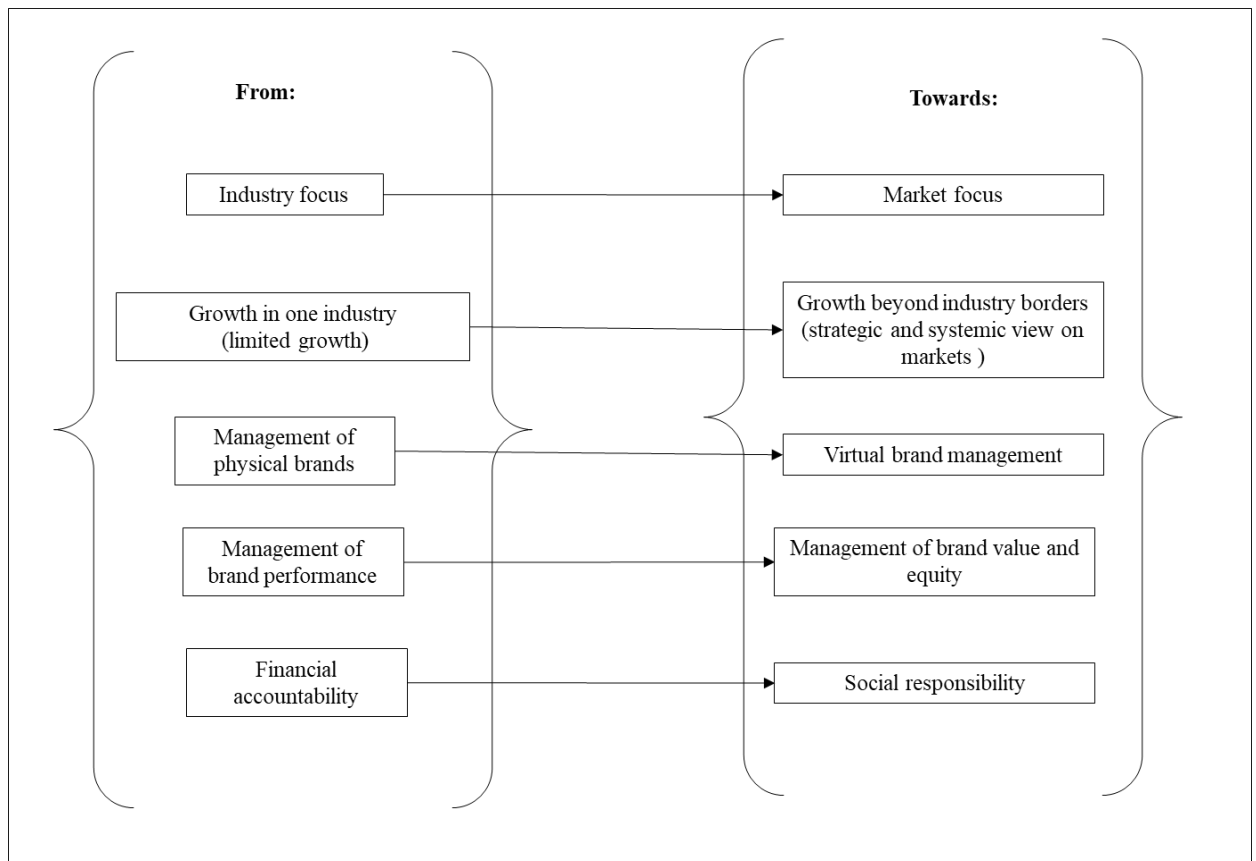 From:
Towards:
Industry focus
Market focus
Growth in one industry
(limited growth)
Growth beyond industry borders
(strategic and systemic view on
markets )
Management of
physical brands
Virtual brand management
Management of
brand performance
Management of brand value and
equity
Financial
accountability
Social responsibility